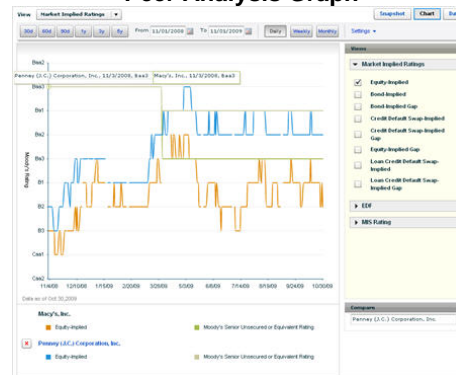 Peer Analysis Graph
View Market Implied Ratings Snapshot Chart
30d 60d 90d 1y 3y 5y From 11/01/2008 To 11/03/2009 Daily Weekly Monthly Settings
Views
Market Implied Ratings
Equity-Implied
Bond-Implied
Bond-Implied Gap
Credit Default Swap-Implied
Credit Default Swap-Implied Gap
Equity-Implied Gap
Loan Credit Default Swap-Implied
Loan Credit Default Swap-Implied Gap
EDF
MIS Rating
Baa2
Penney (J.C.) Corporation, Inc., 11/3/2008, Baa3 Macy's, Inc., 11/3/2008, Baa3
Ba1
Ba2
Ba3
B1
B2
B3
Caa1
Caa2
Moody's Rating
11/4/08 12/10/08 1/15/09 2/20/09 3/28/09 5/3/09 6/8/09 7/14/09 8/19/09 9/24/09 10/30/09
Data as of Oct 30, 2009
Macy's, Inc.
Equity-Implied Moody's Senior Unsecured or Equivalent Rating
Penney (J.C.) Corporation, Inc.
Equity-Implied Moody's Senior Unsecured or Equivalent Rating
Compare
Penney (J.C.) Corporation, Inc.